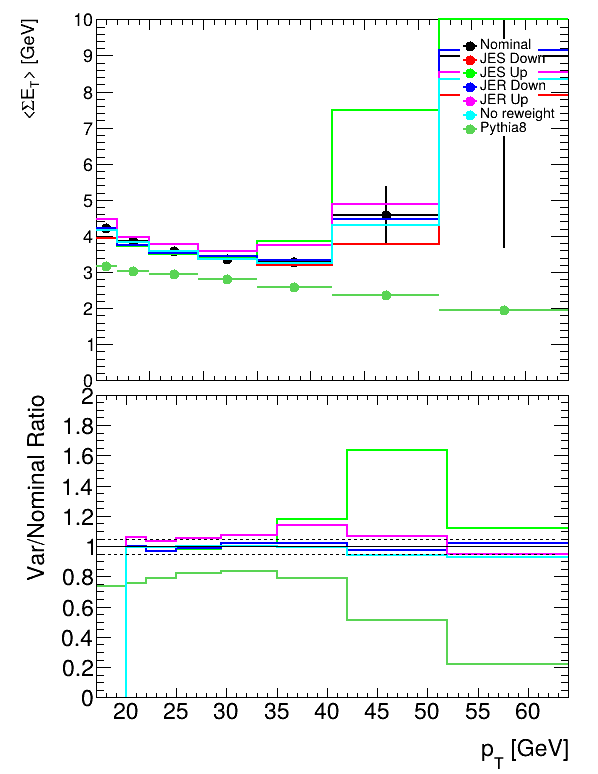 ⟨ΣE_T⟩ [GeV]
10
9
8
7
6
5
4
3
2
1
0
Nominal
JES Down
JES Up
JER Down
JER Up
No reweight
Pythia8
Var/Nominal Ratio
2
1.8
1.6
1.4
1.2
1
0.8
0.6
0.4
0.2
0
20 25 30 35 40 45 50 55 60
p_T [GeV]